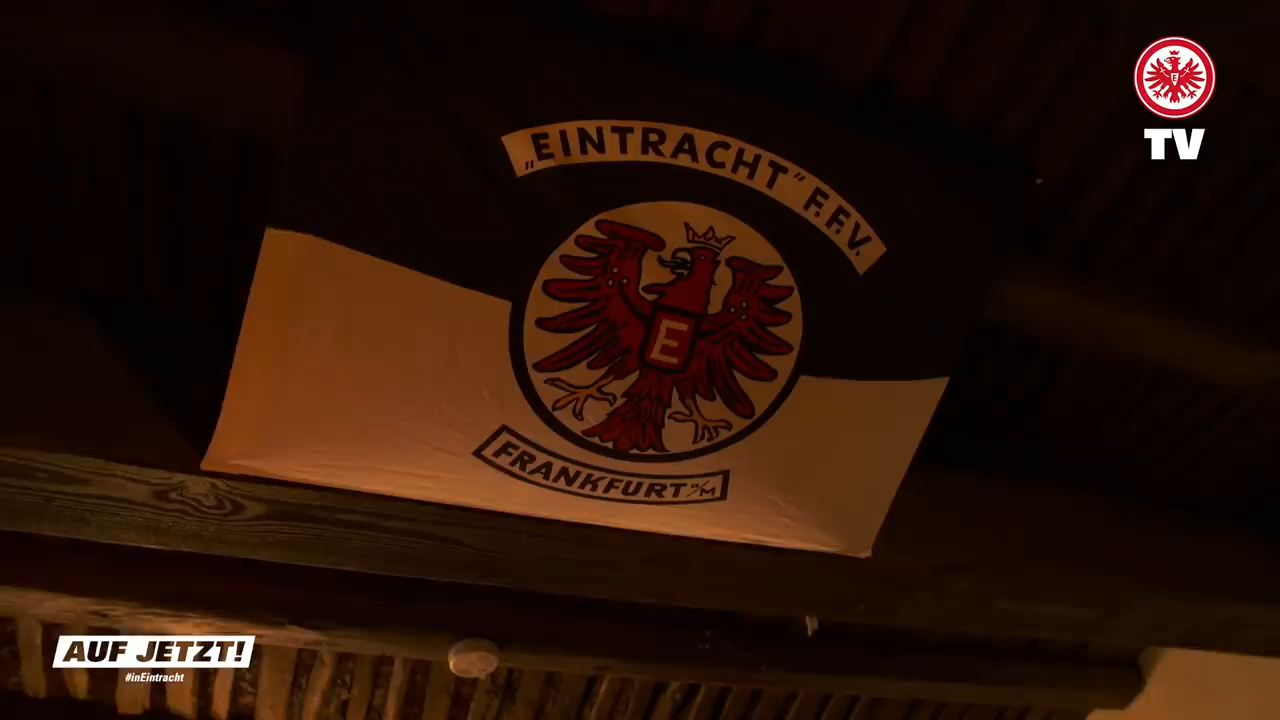 TV
„EINTRACHT“ F.F.V.
E
FRANKFURT a/M
AUF JETZT!
#inEintracht